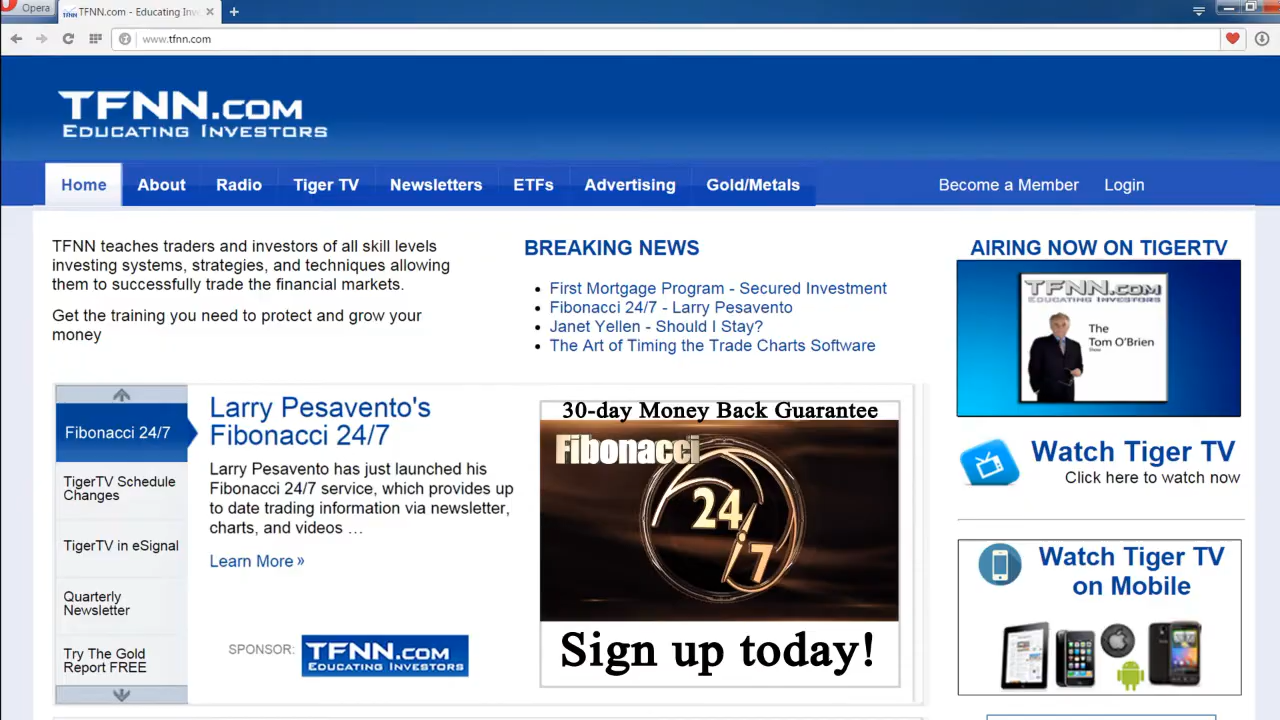 Opera
TFNN.com - Educating Inv
www.tfnn.com
TFNN.COM
EDUCATING INVESTORS
Home
About
Radio
Tiger TV
Newsletters
ETFs
Advertising
Gold/Metals
Become a Member
Login
TFNN teaches traders and investors of all skill levels
investing systems, strategies, and techniques allowing
them to successfully trade the financial markets.
Get the training you need to protect and grow your
money
BREAKING NEWS
First Mortgage Program - Secured Investment
Fibonacci 24/7 - Larry Pesavento
Janet Yellen - Should I Stay?
The Art of Timing the Trade Charts Software
AIRING NOW ON TIGERTV
TFNN.COM
EDUCATING INVESTORS
The
Tom O'Brien
Show
Watch Tiger TV
Click here to watch now
Watch Tiger TV
on Mobile
Fibonacci 24/7
TigerTV Schedule
Changes
TigerTV in eSignal
Quarterly
Newsletter
Try The Gold
Report FREE
Larry Pesavento's
Fibonacci 24/7
Larry Pesavento has just launched his
Fibonacci 24/7 service, which provides up
to date trading information via newsletter,
charts, and videos …
Learn More »
SPONSOR:
TFNN.COM
EDUCATING INVESTORS
30-day Money Back Guarantee
Fibonacci
24/7
Sign up today!